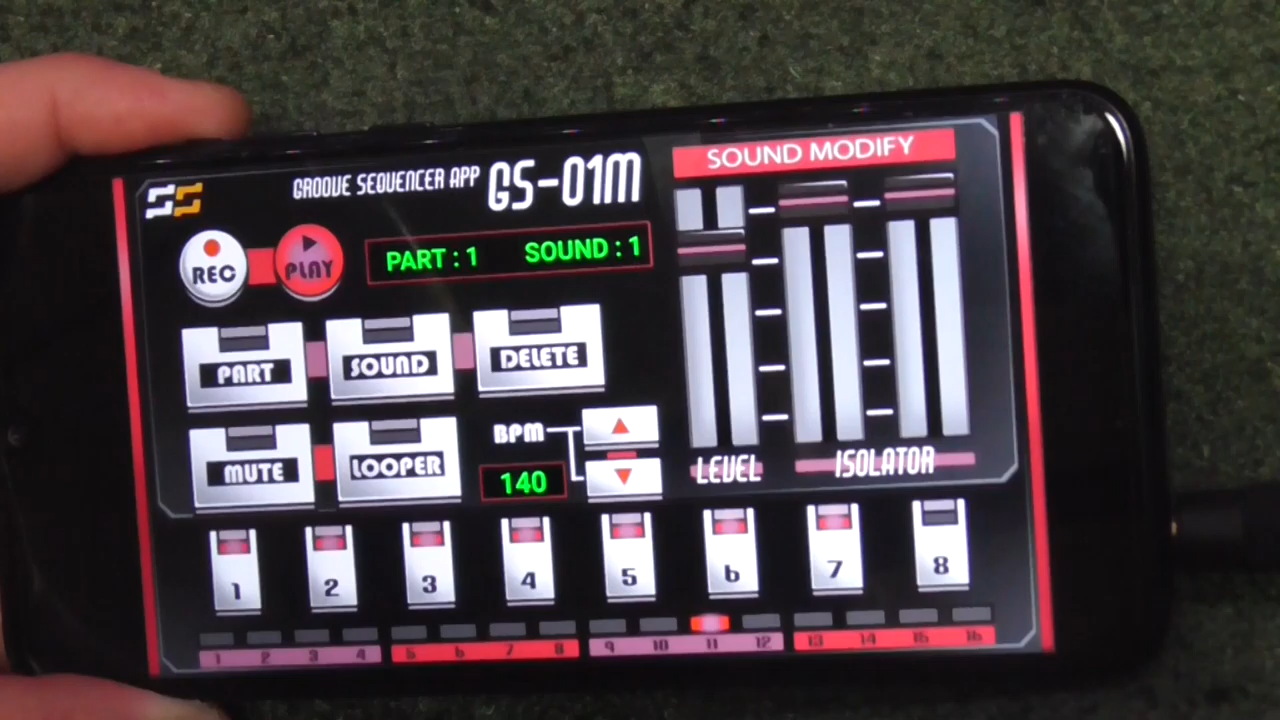 SOUND MODIFY
GROOVE SEQUENCER APP GS-01M
REC PLAY PART : 1 SOUND : 1
PART SOUND DELETE
MUTE LOOPER BPM
140
LEVEL ISOLATOR
1 2 3 4 5 6 7 8
1 2 3 4 5 6 7 8 9 10 11 12 13 14 15 16